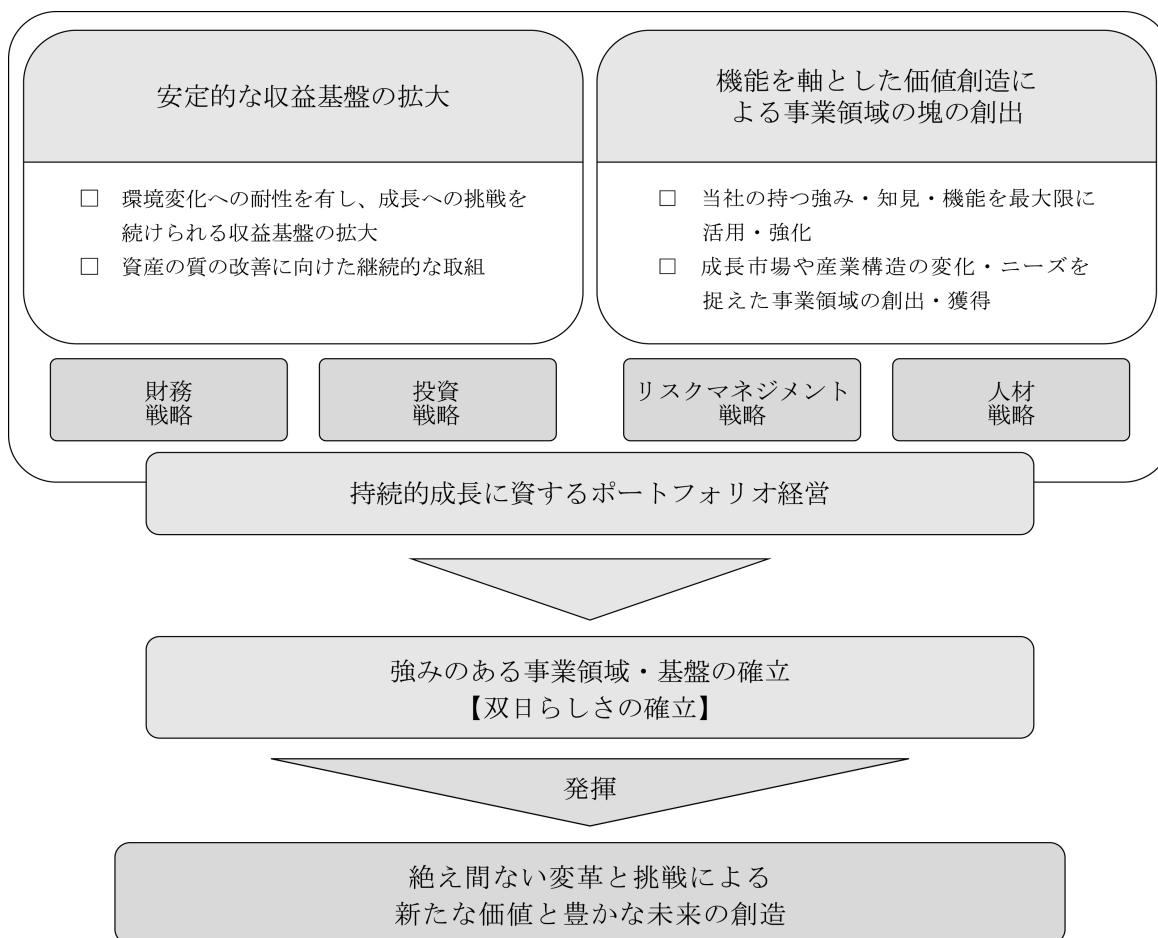 安定的な収益基盤の拡大
□ 環境変化への耐性を有し、成長への挑戦を
続けられる収益基盤の拡大
□ 資産の質の改善に向けた継続的な取組
機能を軸とした価値創造に
よる事業領域の塊の創出
□ 当社の持つ強み・知見・機能を最大限に
活用・強化
□ 成長市場や産業構造の変化・ニーズを
捉えた事業領域の創出・獲得
財務
戦略
投資
戦略
リスクマネジメント
戦略
人材
戦略
持続的成長に資するポートフォリオ経営
強みのある事業領域・基盤の確立
【双日らしさの確立】
発揮
絶え間ない変革と挑戦による
新たな価値と豊かな未来の創造